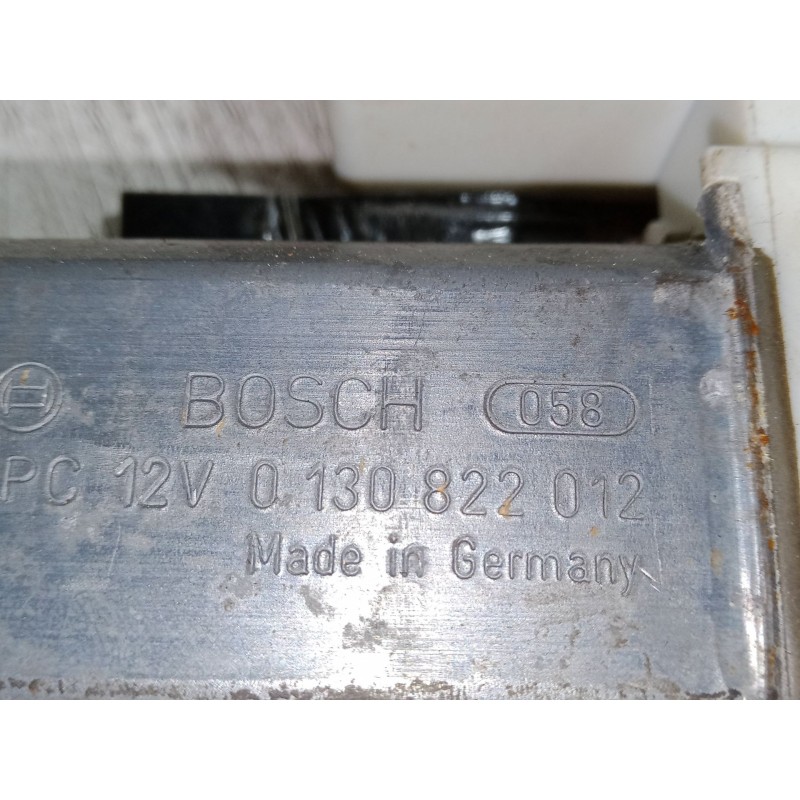 BOSCH 058
PC 12V 0 130 822 012
Made in Germany